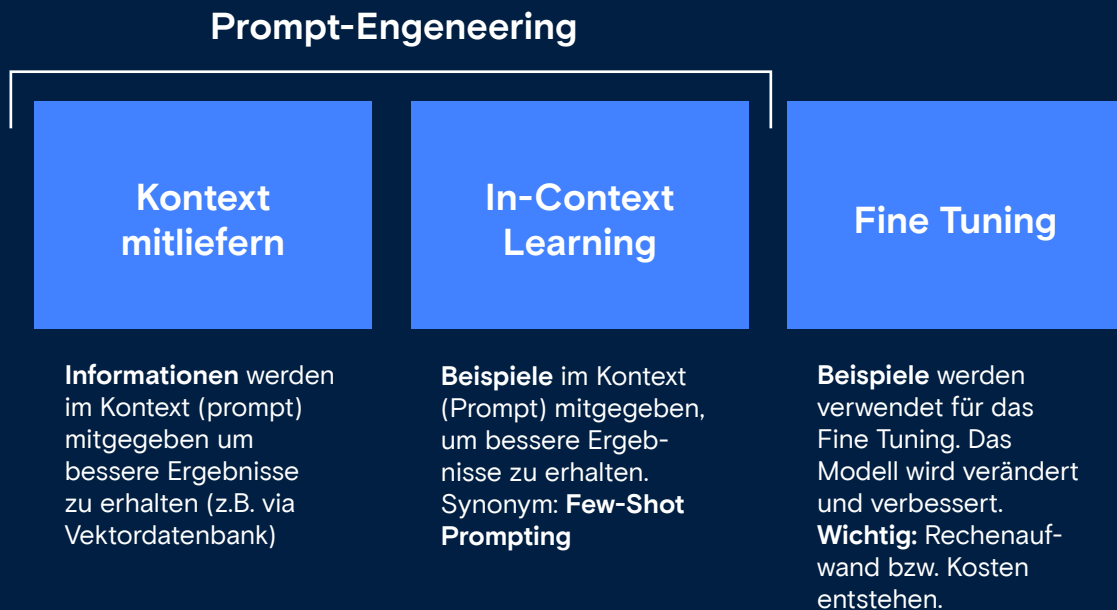 Prompt-Engeneering
Kontext
mitliefern
In-Context
Learning
Fine Tuning
Informationen werden
im Kontext (prompt)
mitgegeben um
bessere Ergebnisse
zu erhalten (z.B. via
Vektordatenbank)
Beispiele im Kontext
(Prompt) mitgegeben,
um bessere Ergeb-
nisse zu erhalten.
Synonym: Few-Shot
Prompting
Beispiele werden
verwendet für das
Fine Tuning. Das
Modell wird verändert
und verbessert.
Wichtig: Rechenauf-
wand bzw. Kosten
entstehen.